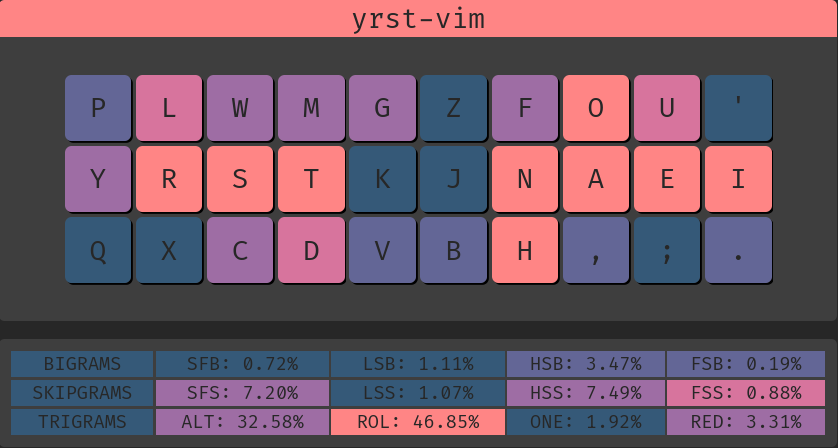 yrst-vim
P L W M G Z F O U '
Y R S T K J N A E I
Q X C D V B H , ; .
BIGRAMS SFB: 0.72% LSB: 1.11% HSB: 3.47% FSB: 0.19%
SKIPGRAMS SFS: 7.20% LSS: 1.07% HSS: 7.49% FSS: 0.88%
TRIGRAMS ALT: 32.58% ROL: 46.85% ONE: 1.92% RED: 3.31%